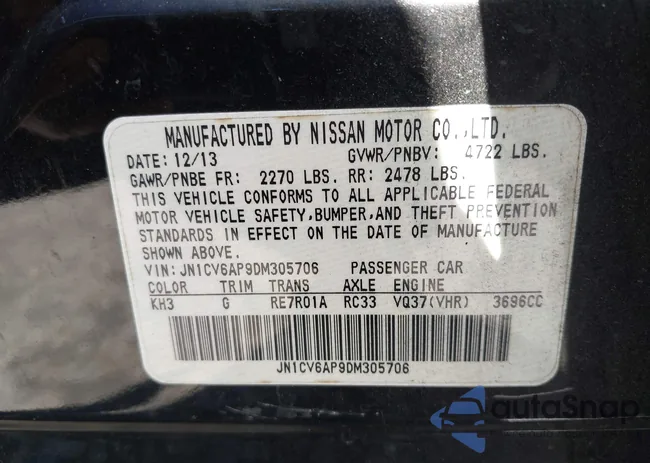 MANUFACTURED BY NISSAN MOTOR CO.,LTD.
DATE: 12/13 GVWR/PNBV: 4722 LBS.
GAWR/PNBE FR: 2270 LBS. RR: 2478 LBS.
THIS VEHICLE CONFORMS TO ALL APPLICABLE FEDERAL
MOTOR VEHICLE SAFETY, BUMPER, AND THEFT PREVENTION
STANDARDS IN EFFECT ON THE DATE OF MANUFACTURE
SHOWN ABOVE.
VIN: JN1CV6AP9DM305706 PASSENGER CAR
COLOR TRIM TRANS AXLE ENGINE
KH3 G RE7R01A RC33 VQ37(VHR) 3696CC
JN1CV6AP9DM305706
autoSnap